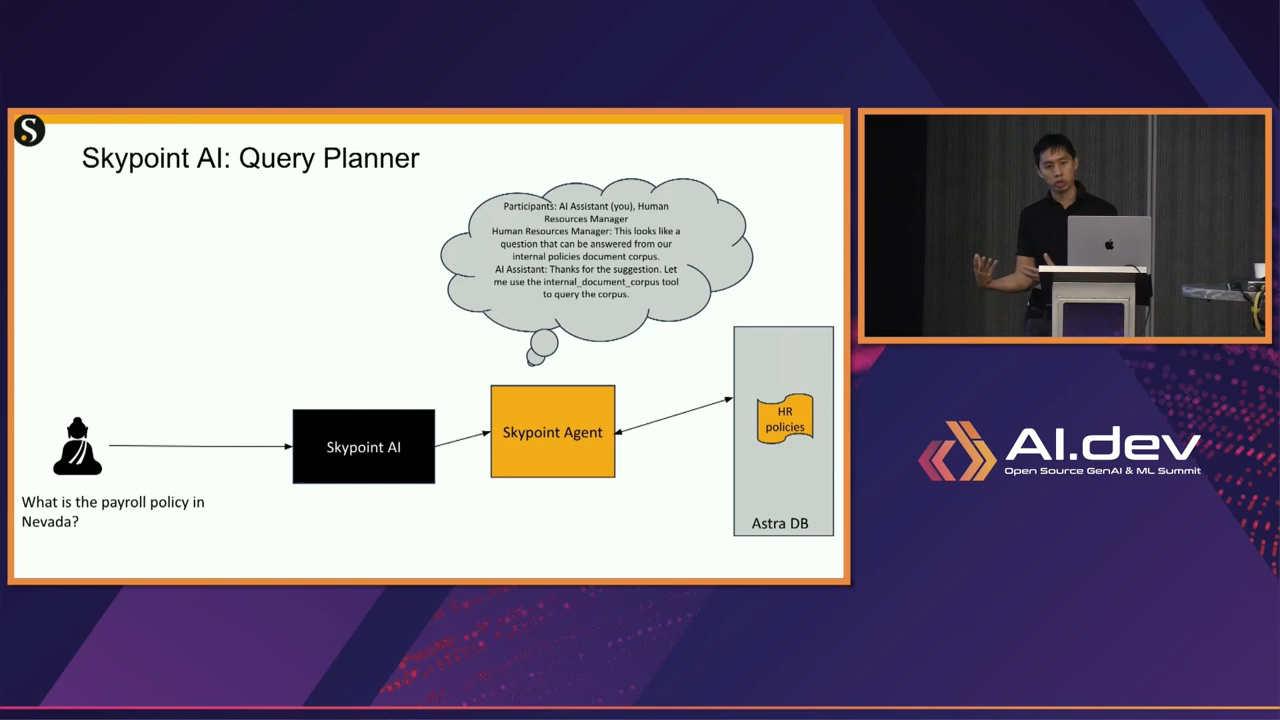 S
Skypoint AI: Query Planner
Participants: AI Assistant (you), Human
Resources Manager
Human Resources Manager: This looks like a
question that can be answered from our
internal policies document corpus.
AI Assistant: Thanks for the suggestion. Let
me use the internal_document_corpus tool
to query the corpus.
What is the payroll policy in
Nevada?
Skypoint AI
Skypoint Agent
HR
policies
Astra DB
AI.dev
Open Source GenAI & ML Summit